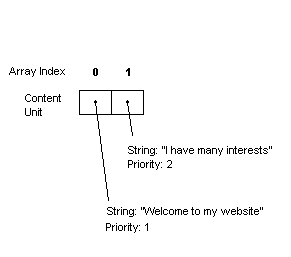 Array Index 0 1
Content
Unit
String: "I have many interests"
Priority: 2
String: "Welcome to my website"
Priority: 1